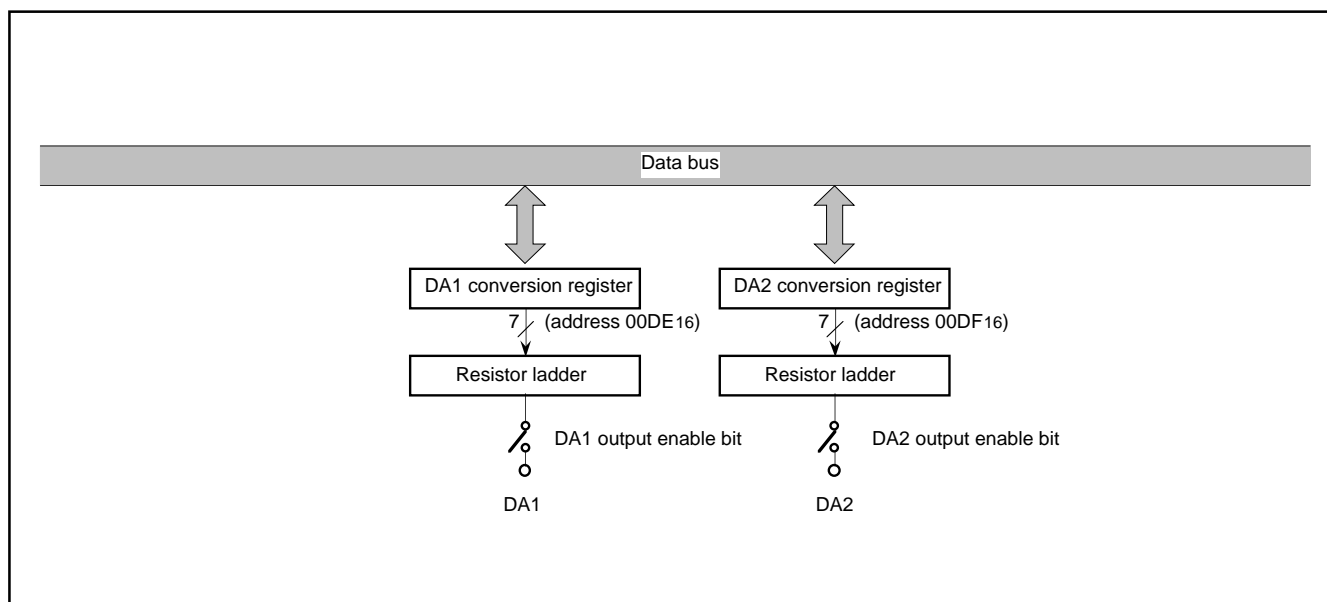 Data bus
DA1 conversion register
DA2 conversion register
7 (address 00DE16)
7 (address 00DF16)
Resistor ladder
Resistor ladder
DA1 output enable bit
DA2 output enable bit
DA1
DA2